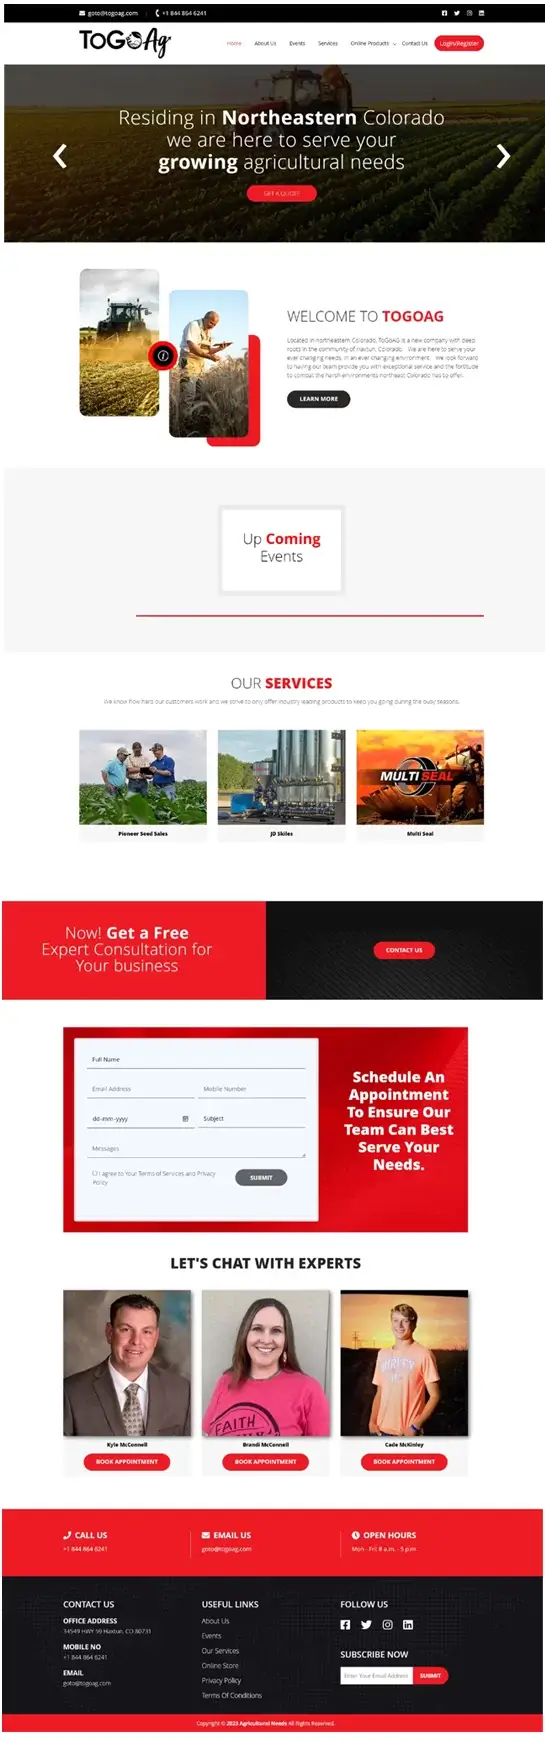 goto@togoag.com
+1 844 864 6241
ToGoAg
Home About Us Events Services Online Products Contact Us Login/Register
Residing in Northeastern Colorado
we are here to serve your
growing agricultural needs
GET A QUOTE
WELCOME TO TOGOAG
Located in northeastern Colorado, ToGoAG is a new company with deep
roots in the community of Haxtun, Colorado. We are here to serve your
ever changing needs, in an ever changing environment. We look forward
to having our team provide you with exceptional service and the fortitude
to combat the harsh environments northeast Colorado has to offer.
LEARN MORE
Up Coming
Events
OUR SERVICES
We know how hard our customers work and we strive to only offer industry leading products to keep you going during the busy seasons.
MULTI SEAL
Pioneer Seed Sales
JD Skiles
Multi Seal
Now! Get a Free
Expert Consultation for
Your business
CONTACT US
Full Name
Email Address Mobile Number
dd-mm-yyyy Subject
Messages
I agree to Your Terms of Services and Privacy
Policy
SUBMIT
Schedule An
Appointment
To Ensure Our
Team Can Best
Serve Your
Needs.
LET'S CHAT WITH EXPERTS
FAITH
Kyle McConnell
Brandi McConnell
Cade McKinley
BOOK APPOINTMENT
BOOK APPOINTMENT
BOOK APPOINTMENT
CALL US
+1 844 864 6241
EMAIL US
goto@togoag.com
OPEN HOURS
Mon - Fri: 8 a.m. - 5 p.m
CONTACT US
OFFICE ADDRESS
34549 HWY 59 Haxtun, CO 80731
MOBILE NO
+1 844 864 6241
EMAIL
goto@togoag.com
USEFUL LINKS
About Us
Events
Our Services
Online Store
Privacy Policy
Terms Of Conditions
FOLLOW US
SUBSCRIBE NOW
Enter Your Email Address SUBMIT
Copyright © 2023 Agricultural Needs All Rights Reserved.